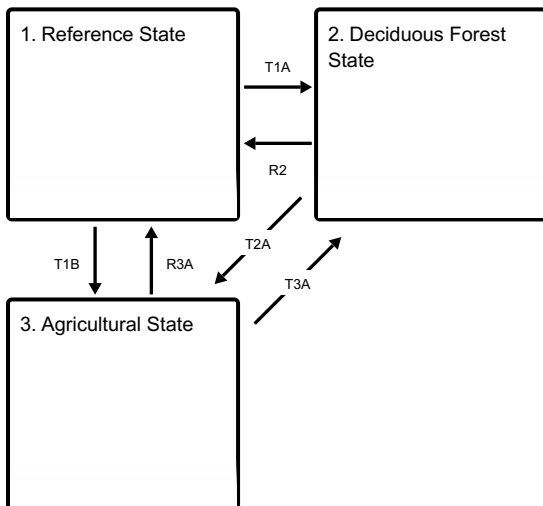 1. Reference State
2. Deciduous Forest
State
T1A
R2
T1B
R3A
T2A
T3A
3. Agricultural State